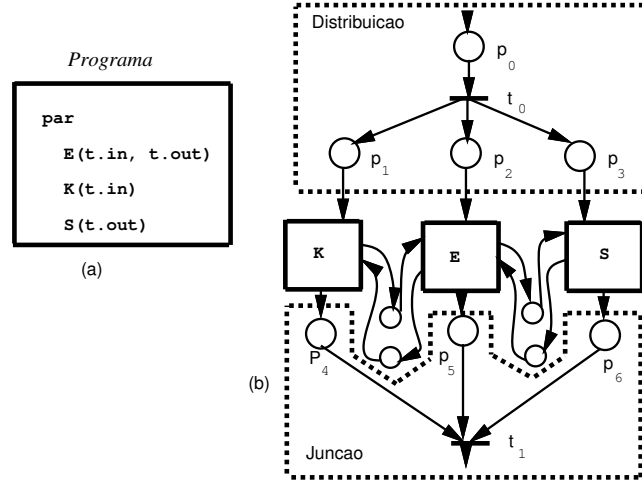 Programa
par
E(t.in, t.out)
K(t.in)
S(t.out)
(a)
Distribuicao
p0
t0
p1
p2
p3
K
E
S
P4
p5
p6
(b)
t1
Juncao